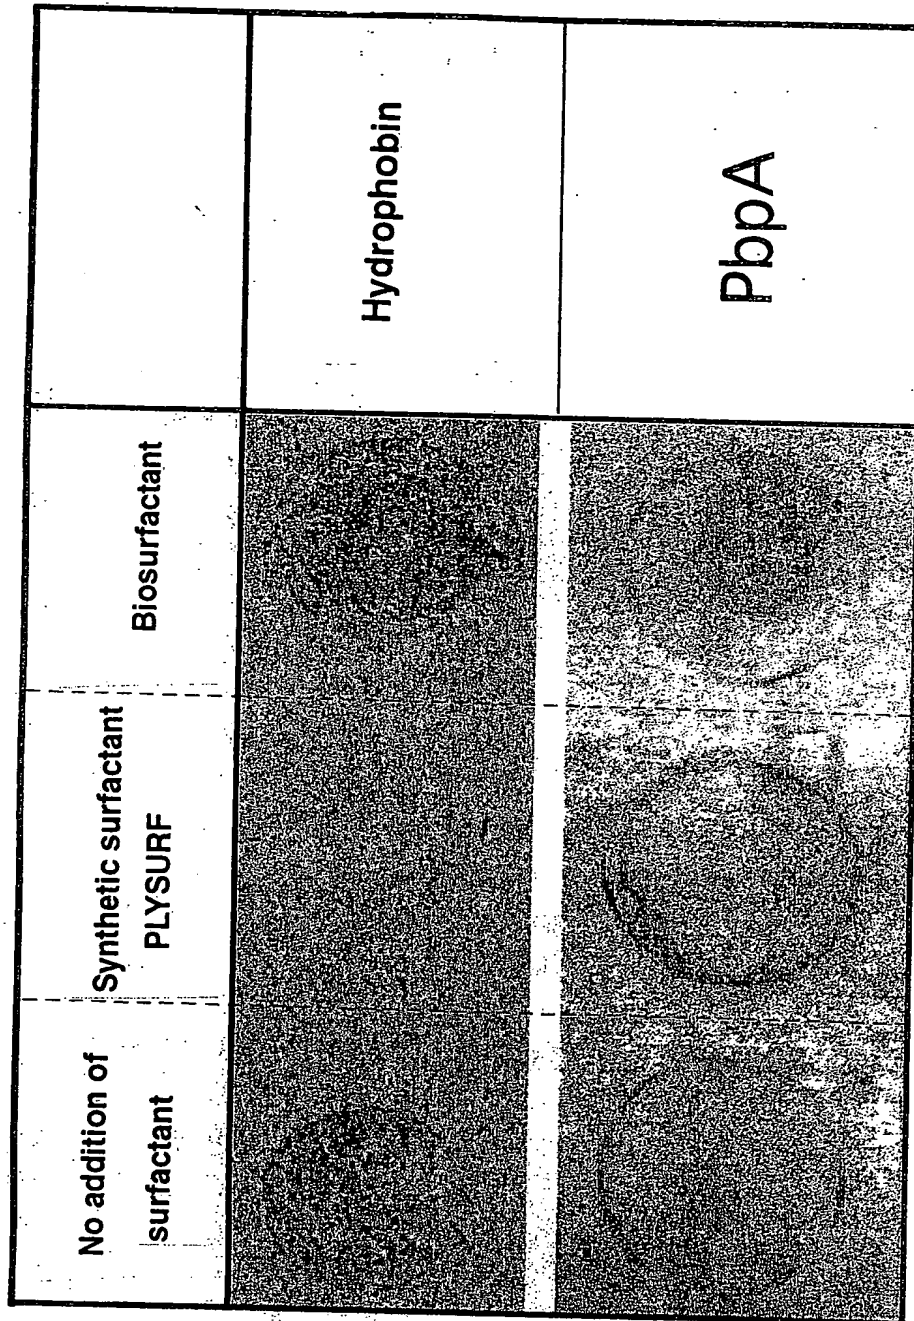 No addition of
surfactant
Synthetic surfactant
PLYSURF
Biosurfactant
Hydrophobin
PbpA